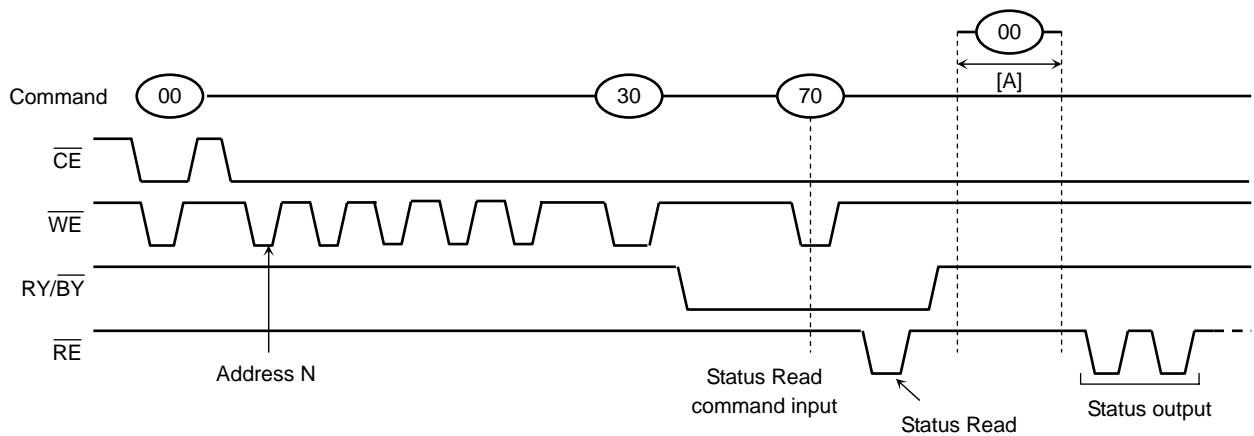 00
[A]
Command 00 30 70
CE
WE
RY/BY
RE
Address N
Status Read
command input
Status Read
Status output